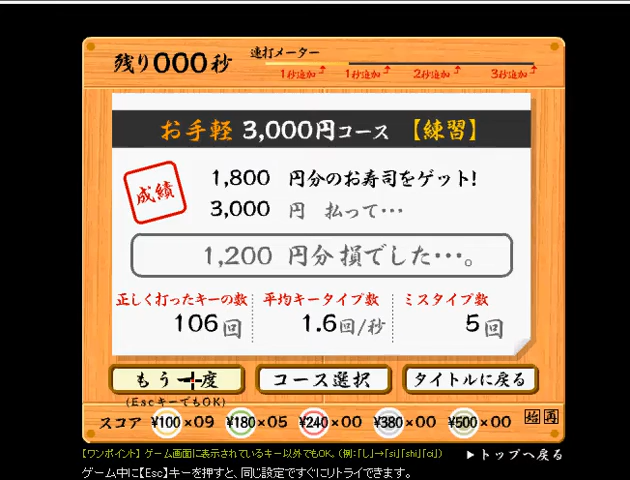 残り000秒
連打メーター
1秒追加 1秒追加 2秒追加 3秒追加
お手軽 3,000円コース 【練習】
成績
1,800 円分のお寿司をゲット!
3,000 円 払って…
1,200 円分 損でした…。
正しく打ったキーの数 平均キータイプ数 ミスタイプ数
106回 1.6回/秒 5回
もう一度 コース選択 タイトルに戻る
(EscキーでもOK)
スコア ¥100×09 ¥180×05 ¥240×00 ¥380×00 ¥500×00
【ワンポイント】 ゲーム画面に表示されているキー以外でもOK。(例:「し」→「si」「shi」「ci」)
▶トップへ戻る
ゲーム中に【Esc】キーを押すと、同じ設定ですぐにリトライできます。